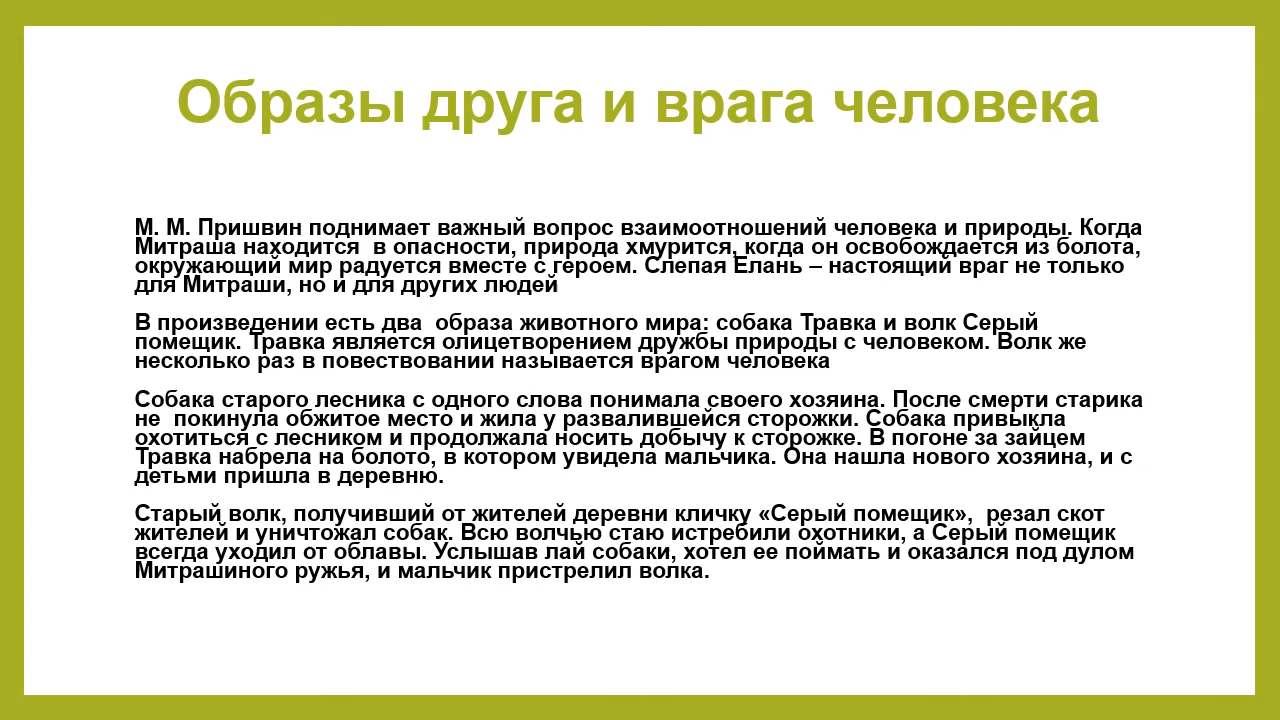 Образы друга и врага человека
М. М. Пришвин поднимает важный вопрос взаимоотношений человека и природы. Когда
Митраша находится  в опасности, природа хмурится, когда он освобождается из болота,
окружающий мир радуется вместе с героем. Слепая Елань – настоящий враг не только
для Митраши, но и для других людей
В произведении есть два  образа животного мира: собака Травка и волк Серый
помещик. Травка является олицетворением дружбы природы с человеком. Волк же
несколько раз в повествовании называется врагом человека
Собака старого лесника с одного слова понимала своего хозяина. После смерти старика
не  покинула обжитое место и жила у развалившейся сторожки. Собака привыкла
охотиться с лесником и продолжала носить добычу к сторожке. В погоне за зайцем
Травка набрела на болото, в котором увидела мальчика. Она нашла нового хозяина, и с
детьми пришла в деревню.
Старый волк, получивший от жителей деревни кличку «Серый помещик»,  резал скот
жителей и уничтожал собак. Всю волчью стаю истребили охотники, а Серый помещик
всегда уходил от облавы. Услышав лай собаки, хотел ее поймать и оказался под дулом
Митрашиного ружья, и мальчик пристрелил волка.